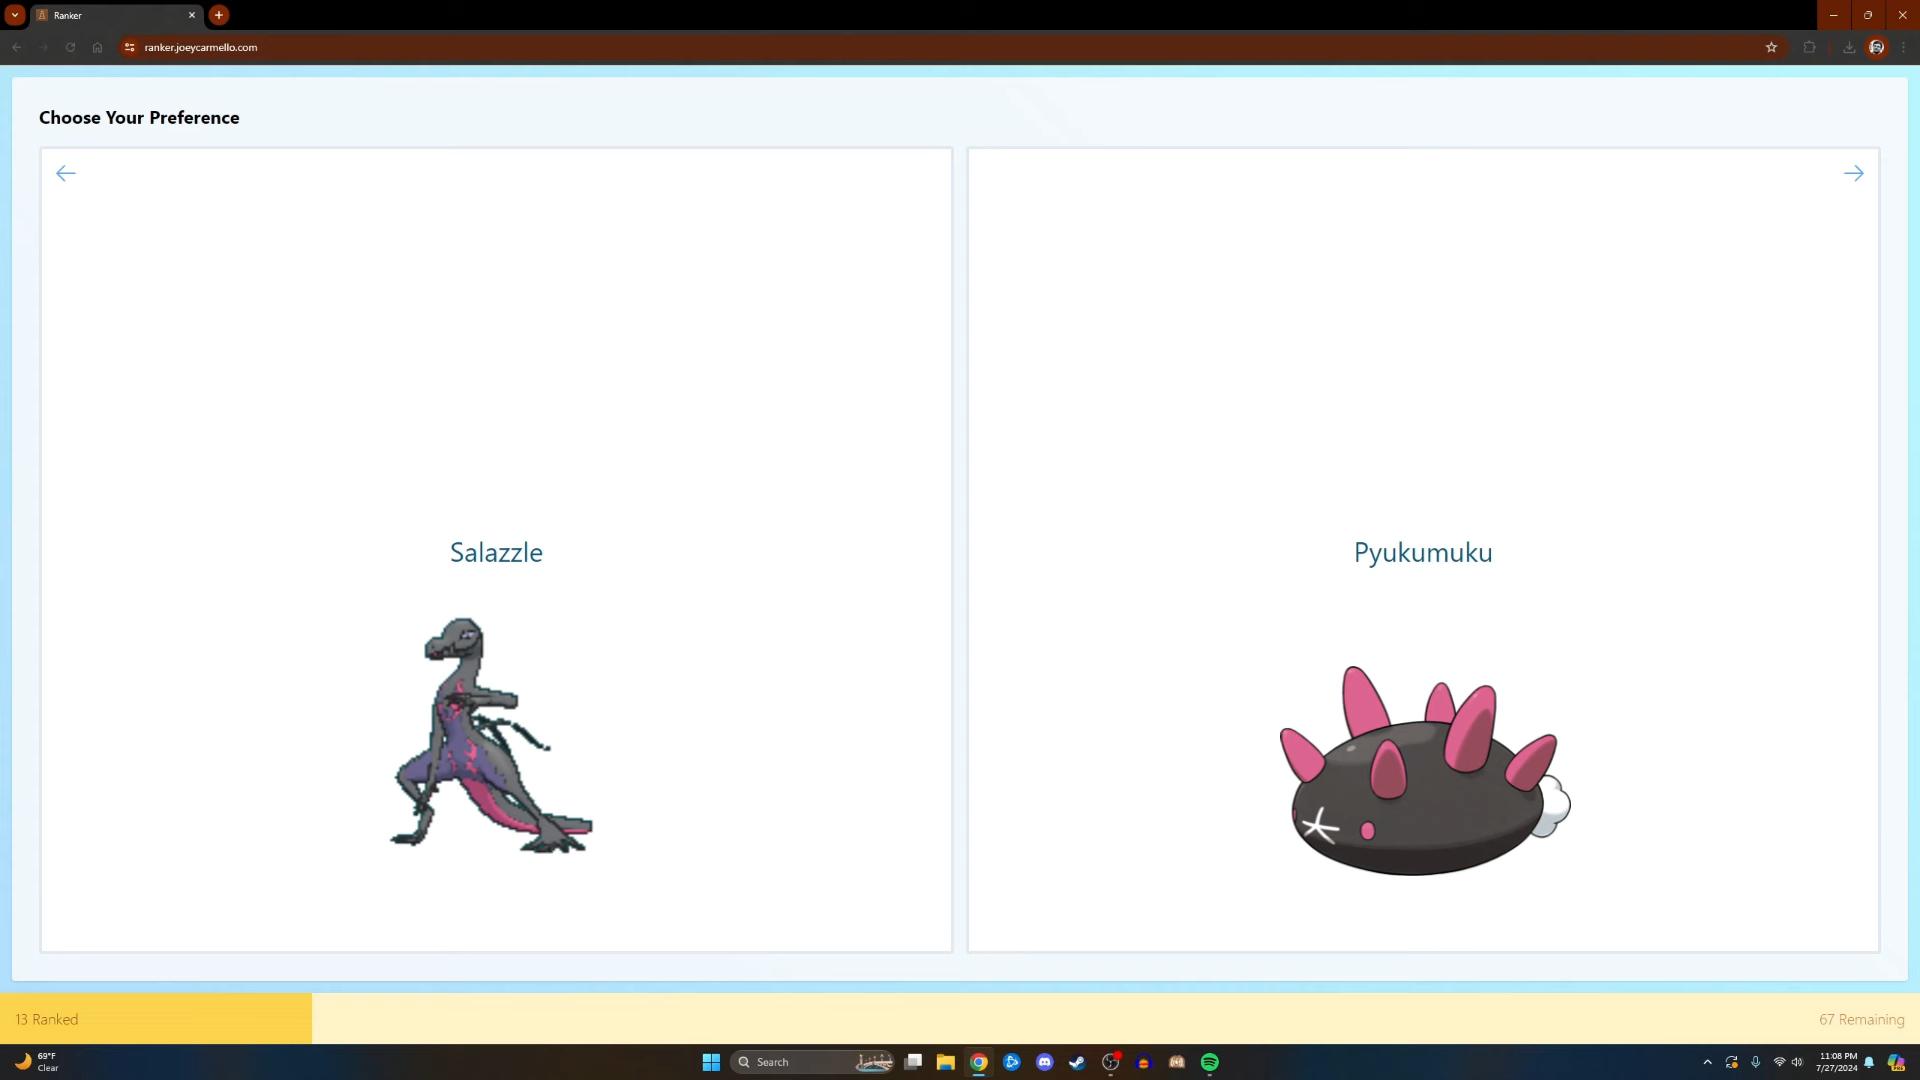 Ranker
ranker.joeycarmello.com
Choose Your Preference
Salazzle
Pyukumuku
13 Ranked
67 Remaining
69°F
Clear
Search
11:08 PM
7/27/2024